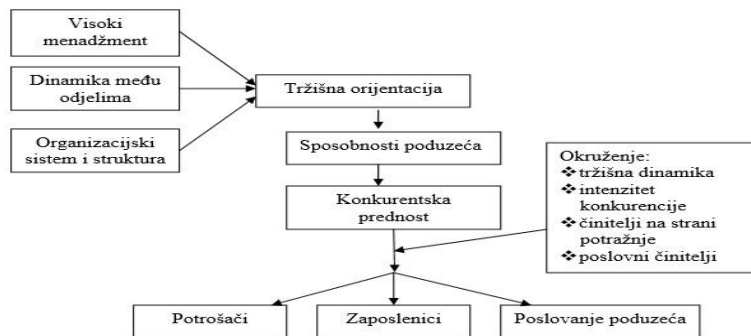 Visoki
menadžment
Dinamika među
odjelima
Organizacijski
sistem i struktura
Tržišna orijentacija
Sposobnosti poduzeća
Konkurentska
prednost
Okruženje:
❖tržišna dinamika
❖intenzitet
konkurencije
❖činitelji na strani
potražnje
❖poslovni činitelji
Potrošači
Zaposlenici
Poslovanje poduzeća